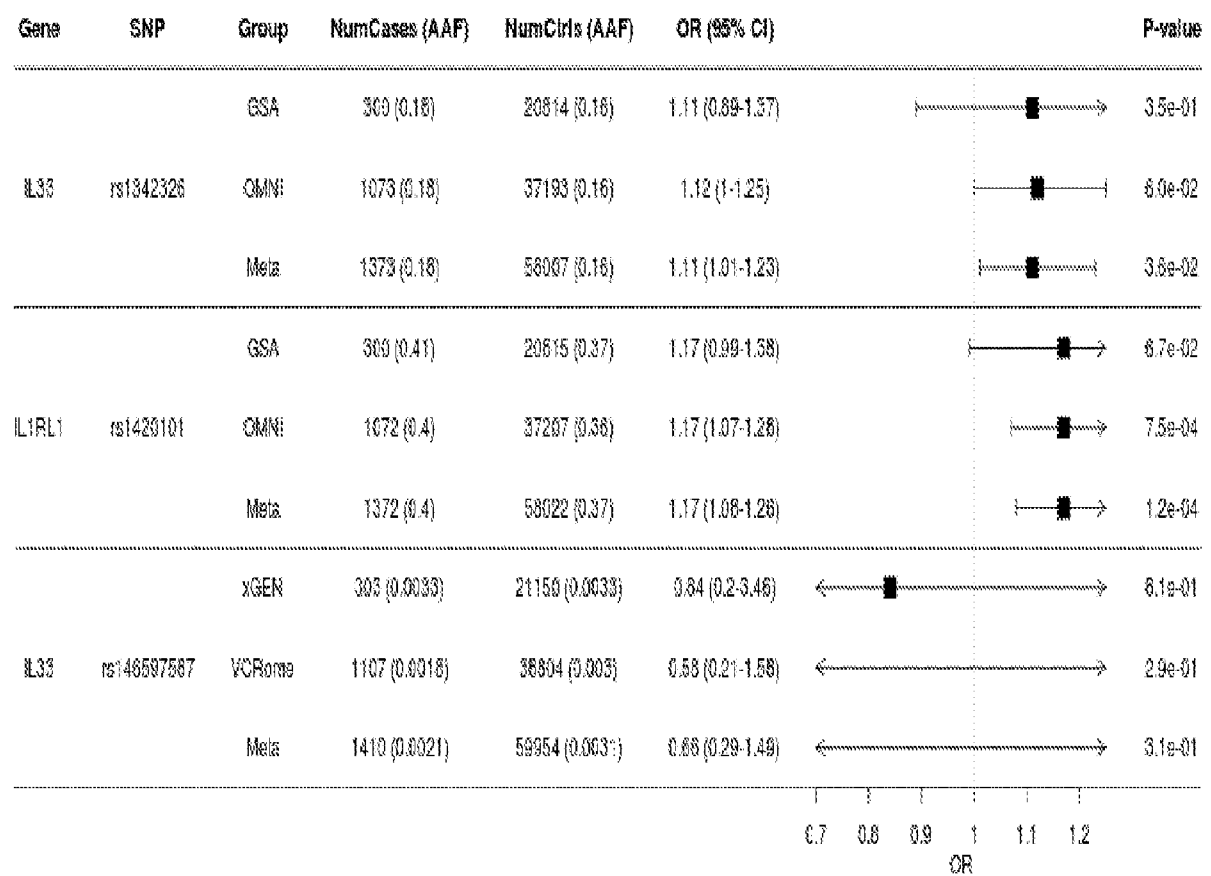 Gene SNP Group NumCases (AAF) NumCtrls (AAF) OR (95% CI) P-value
GSA 300 (0.18) 20814 (0.16) 1.11 (0.89-1.37) 3.5e-01
IL33 rs1342326 OMNI 1073 (0.18) 37193 (0.16) 1.12 (1-1.25) 6.0e-02
Meta 1373 (0.18) 58007 (0.16) 1.11 (1.01-1.23)
GSA 300 (0.41) 20815 (0.37) 1.17 (0.99-1.38) 6.7e-02
IL1RL1 rs1420101 OMNI 1072 (0.4) 37207 (0.36) 1.17 (1.07-1.28) 7.5e-04
Meta 1372 (0.4) 58022 (0.37) 1.17 (1.08-1.26) 1.2e-04
xGEN 303 (0.0033) 21150 (0.0033) 0.84 (0.2-3.46) 8.1e-01
IL33 rs146597587 VCRome 1107 (0.0018) 38804 (0.003) 0.58 (0.21-1.58) 2.9e-01
Meta 1410 (0.0021) 59954 (0.0031) 0.66 (0.29-1.49) 3.1e-01
0.7 0.8 0.9 1 1.1 1.2
OR